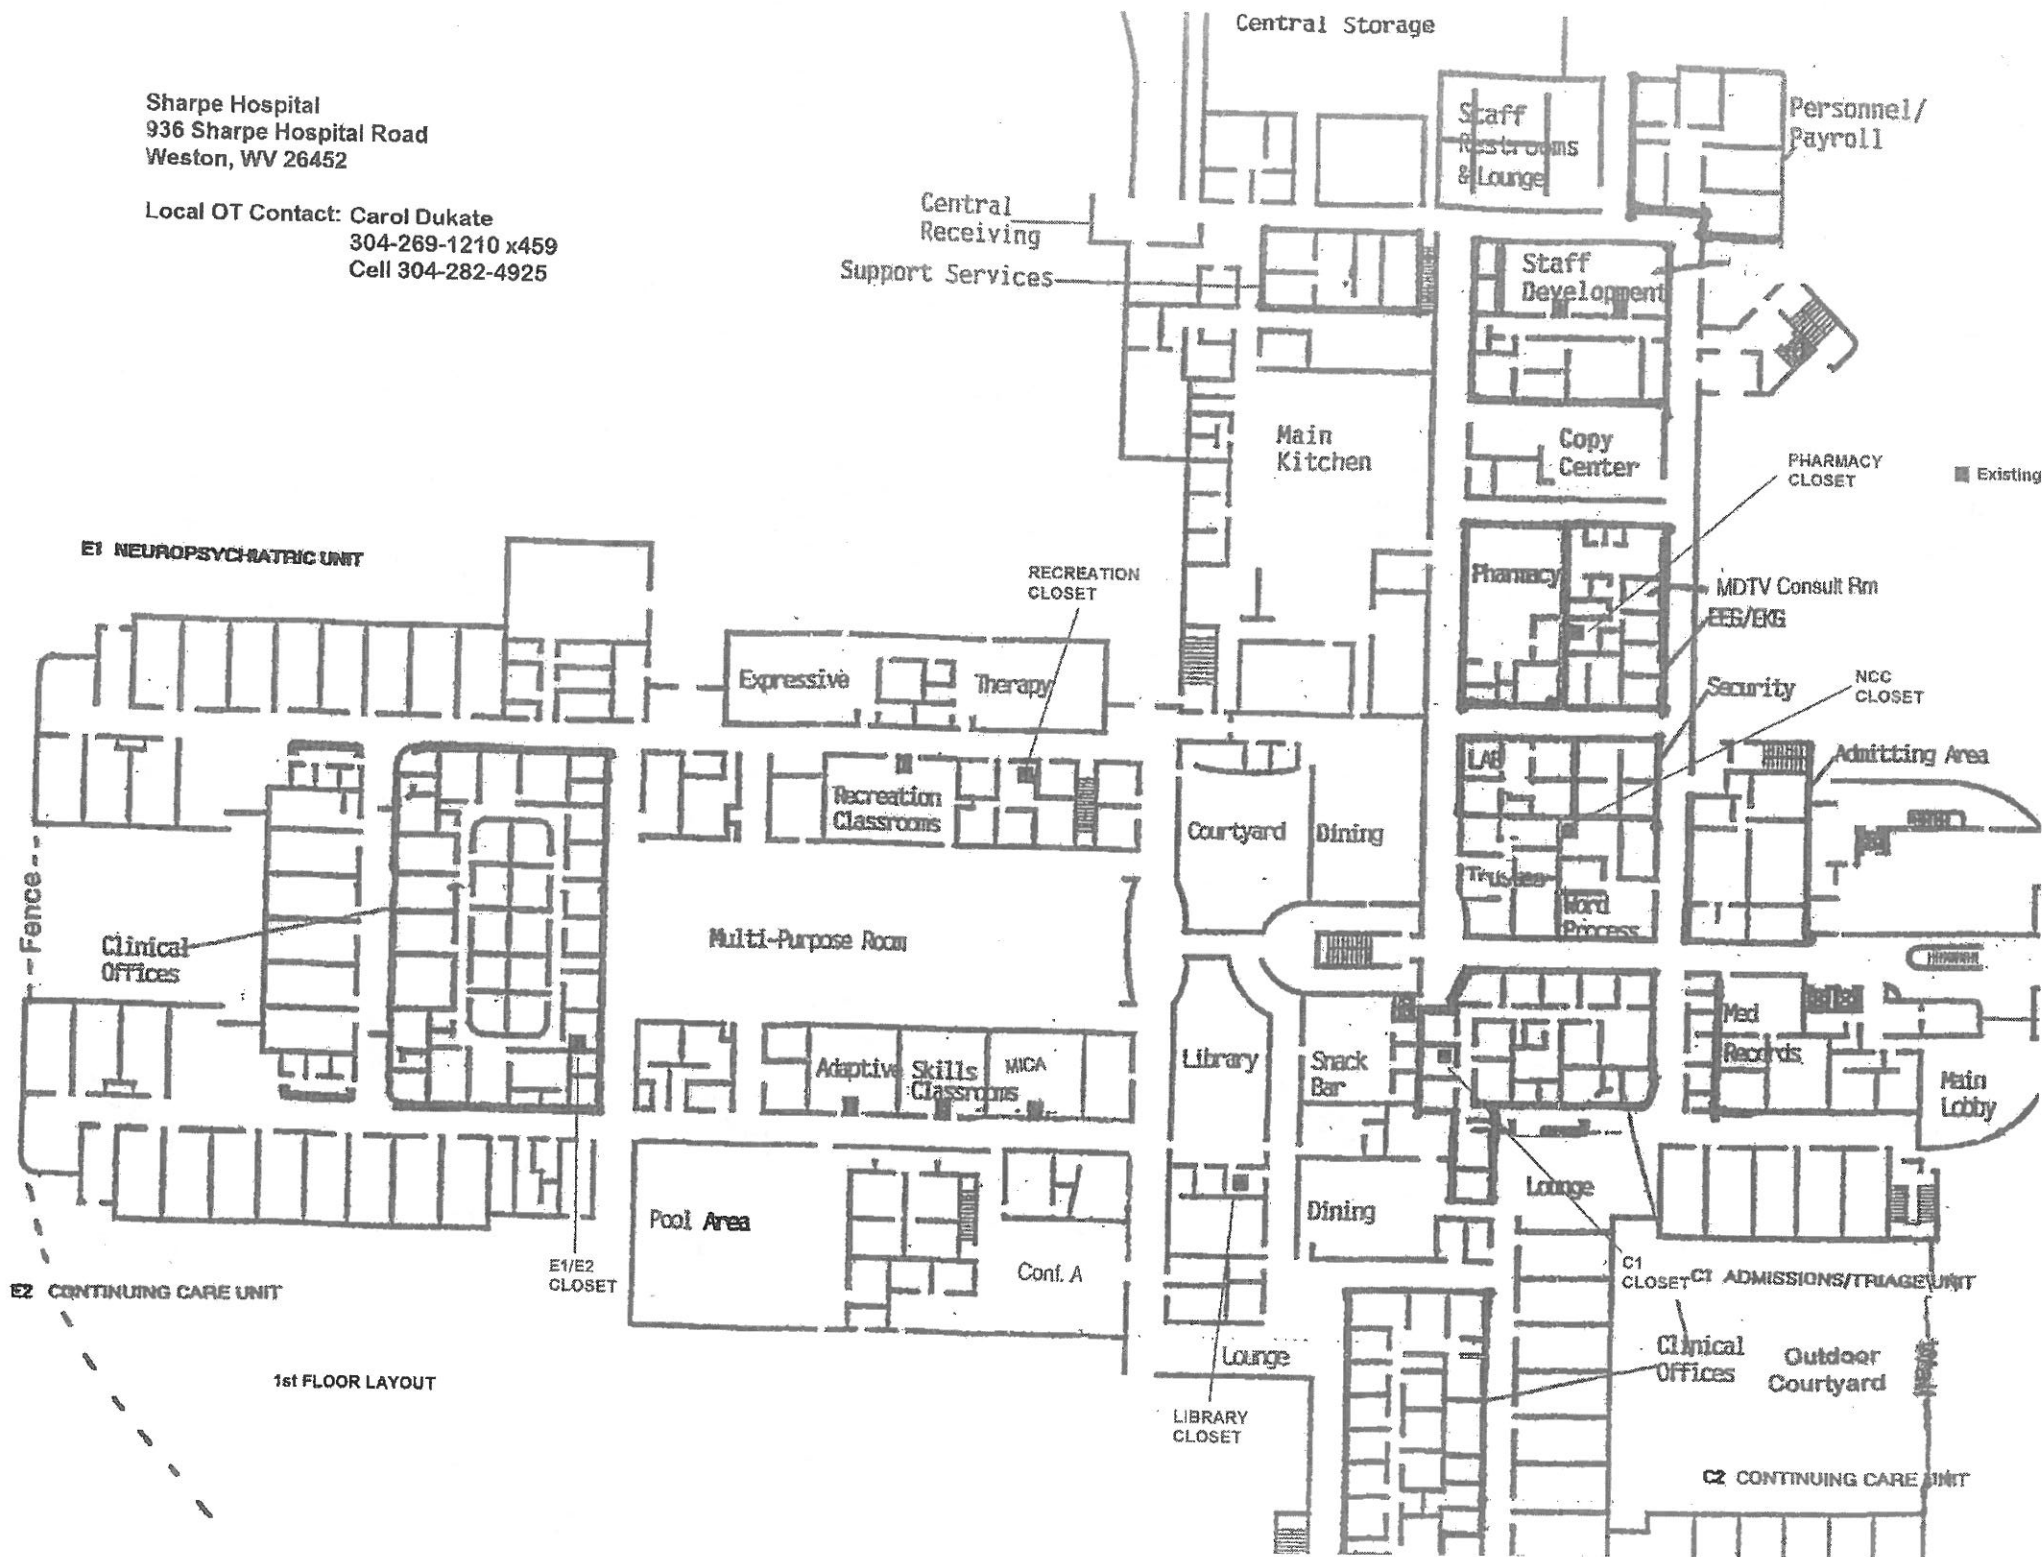 Central Storage
Sharpe Hospital
936 Sharpe Hospital Road
Weston, WV 26452
Local OT Contact: Carol Dukate
304-269-1210 x459
Cell 304-282-4925
Staff
Restrooms
& Lounge
Personnel/
Payroll
Central
Receiving
Support Services
Staff
Development
Main
Kitchen
Copy
Center
PHARMACY
CLOSET
Existing
E1 NEUROPSYCHIATRIC UNIT
RECREATION
CLOSET
Pharmacy
MDTV Consult Rm
EEG/EKG
Expressive
Therapy
Security
NCC
CLOSET
LAB
Admitting Area
Recreation
Classrooms
Courtyard
Dining
Trustee
Word
Process
--Fence--
Clinical
Offices
Multi-Purpose Room
Med
Records
Library
Snack
Bar
Adaptive
Skills
Classrooms
MICA
Main
Lobby
Lounge
Pool Area
Dining
Conf. A
E1/E2
CLOSET
C1
CLOSET
C1 ADMISSIONS/TRIAGE UNIT
E2 CONTINUING CARE UNIT
Lounge
Clinical
Offices
Outdoor
Courtyard
1st FLOOR LAYOUT
LIBRARY
CLOSET
C2 CONTINUING CARE UNIT